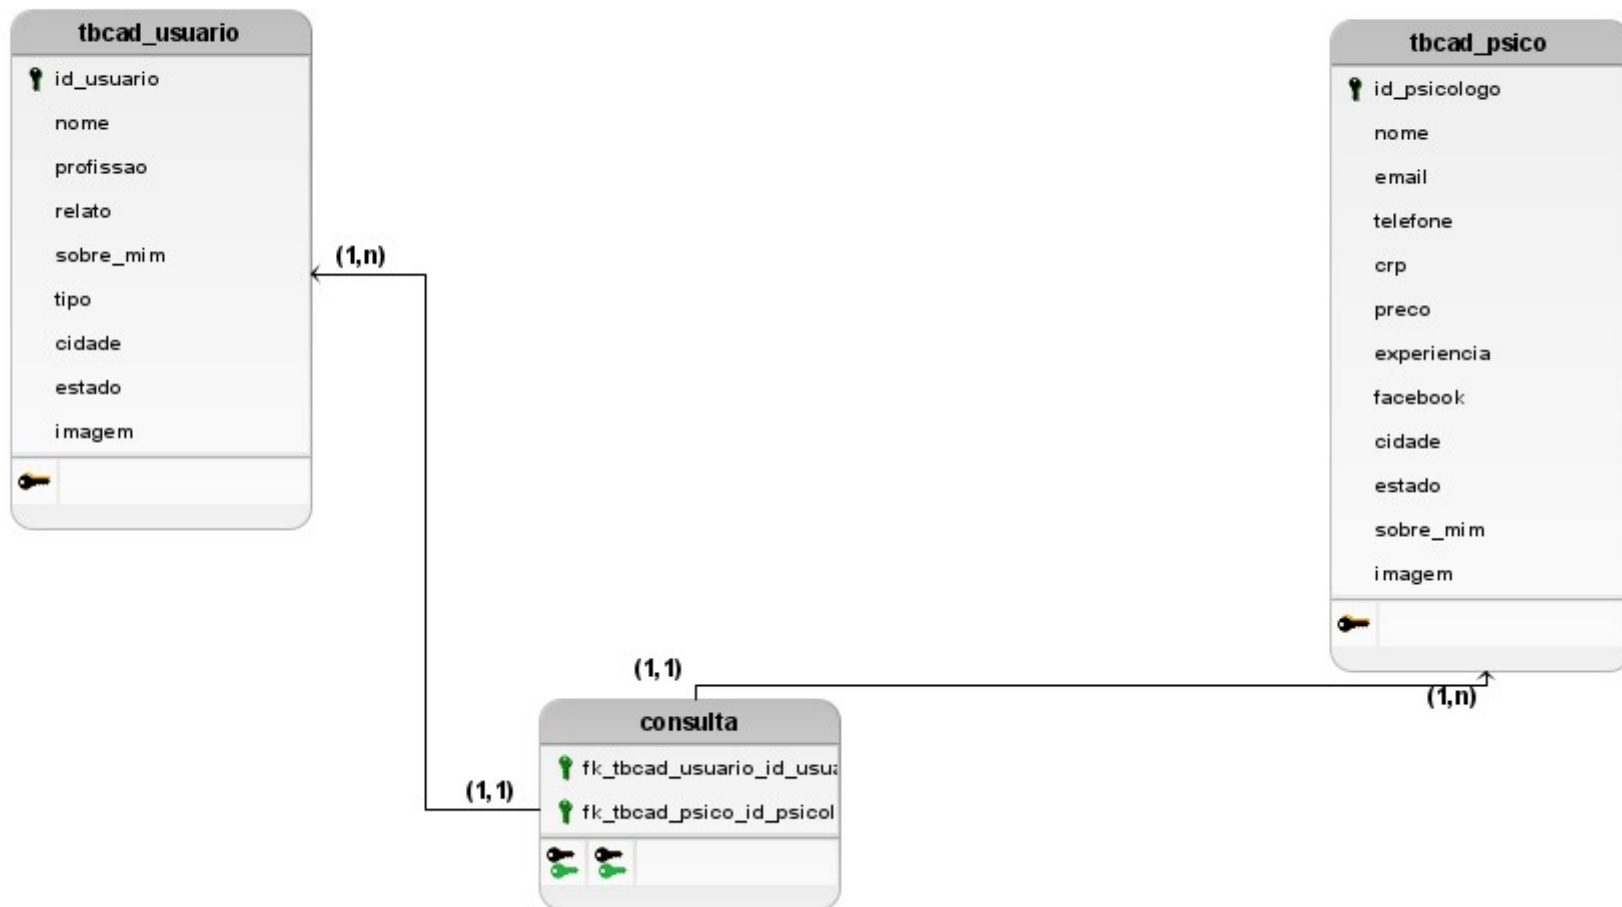 tbcad_usuario
id_usuario
nome
profissao
relato
sobre_mim
tipo
cidade
estado
imagem
(1,n)
tbcad_psico
id_psicologo
nome
email
telefone
crp
preco
experiencia
facebook
cidade
estado
sobre_mim
imagem
(1,1)
(1,n)
consulta
fk_tbcad_usuario_id_usua
fk_tbcad_psico_id_psicol
(1,1)